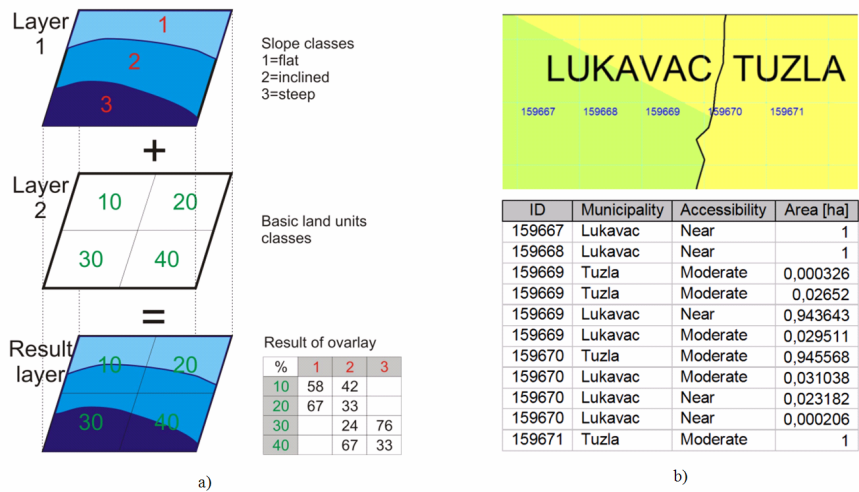 Layer
1
1
2
3
Slope classes
1=flat
2=inclined
3=steep
+
Layer
2
10 20
30 40
Basic land units
classes
=
Result
layer
10 20
30 40
Result of ovarlay
% 1 2 3
10 58 42
20 67 33
30 24 76
40 67 33
a)
LUKAVAC TUZLA
159667 159668 159669 159670 159671
ID Municipality Accessibility Area [ha]
159667 Lukavac Near 1
159668 Lukavac Near 1
159669 Tuzla Moderate 0,000326
159669 Tuzla Moderate 0,02652
159669 Lukavac Near 0,943643
159669 Lukavac Moderate 0,029511
159670 Tuzla Moderate 0,945568
159670 Lukavac Moderate 0,031038
159670 Lukavac Near 0,023182
159670 Lukavac Near 0,000206
159671 Tuzla Moderate 1
b)